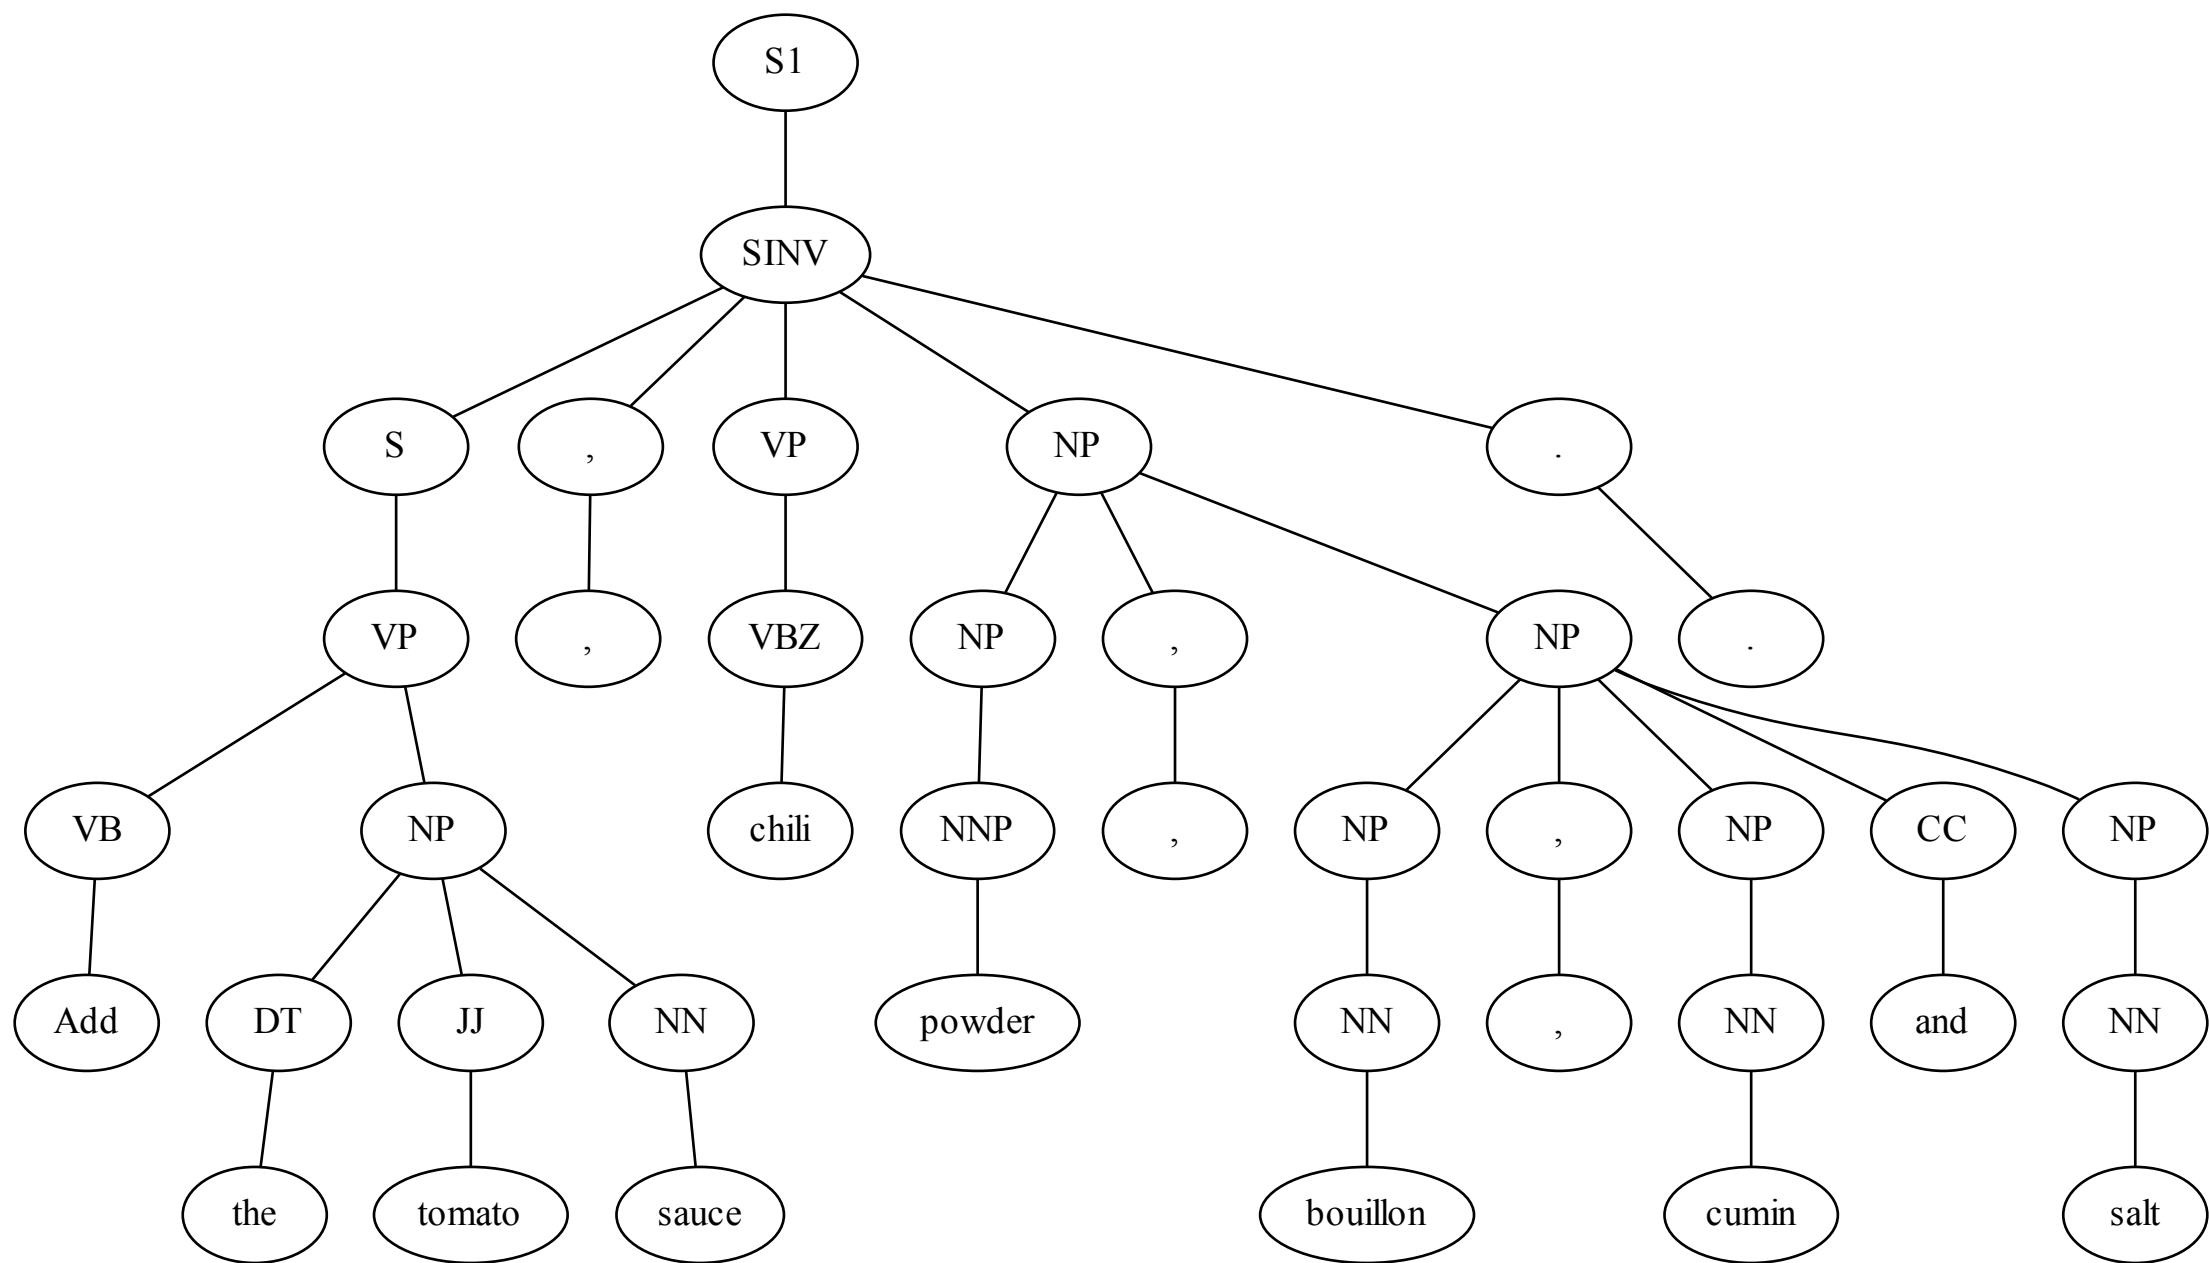 S1
SINV
S , VP NP .
VP , VBZ NP , NP .
VB NP chili NNP , NP , NP CC NP
Add DT JJ NN powder NN , NN and NN
the tomato sauce bouillon cumin salt